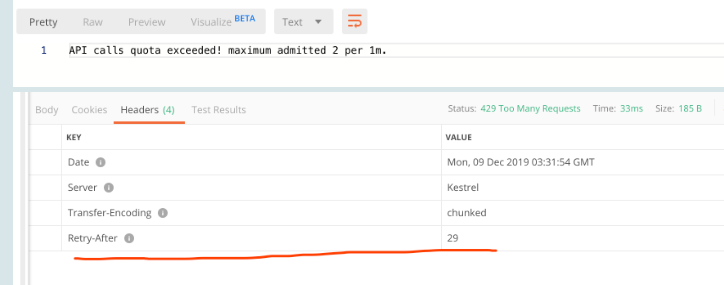 Pretty Raw Preview Visualize BETA Text
1 API calls quota exceeded! maximum admitted 2 per 1m.
Body Cookies Headers (4) Test Results Status: 429 Too Many Requests Time: 33ms Size: 185 B
KEY VALUE
Date Mon, 09 Dec 2019 03:31:54 GMT
Server Kestrel
Transfer-Encoding chunked
Retry-After 29